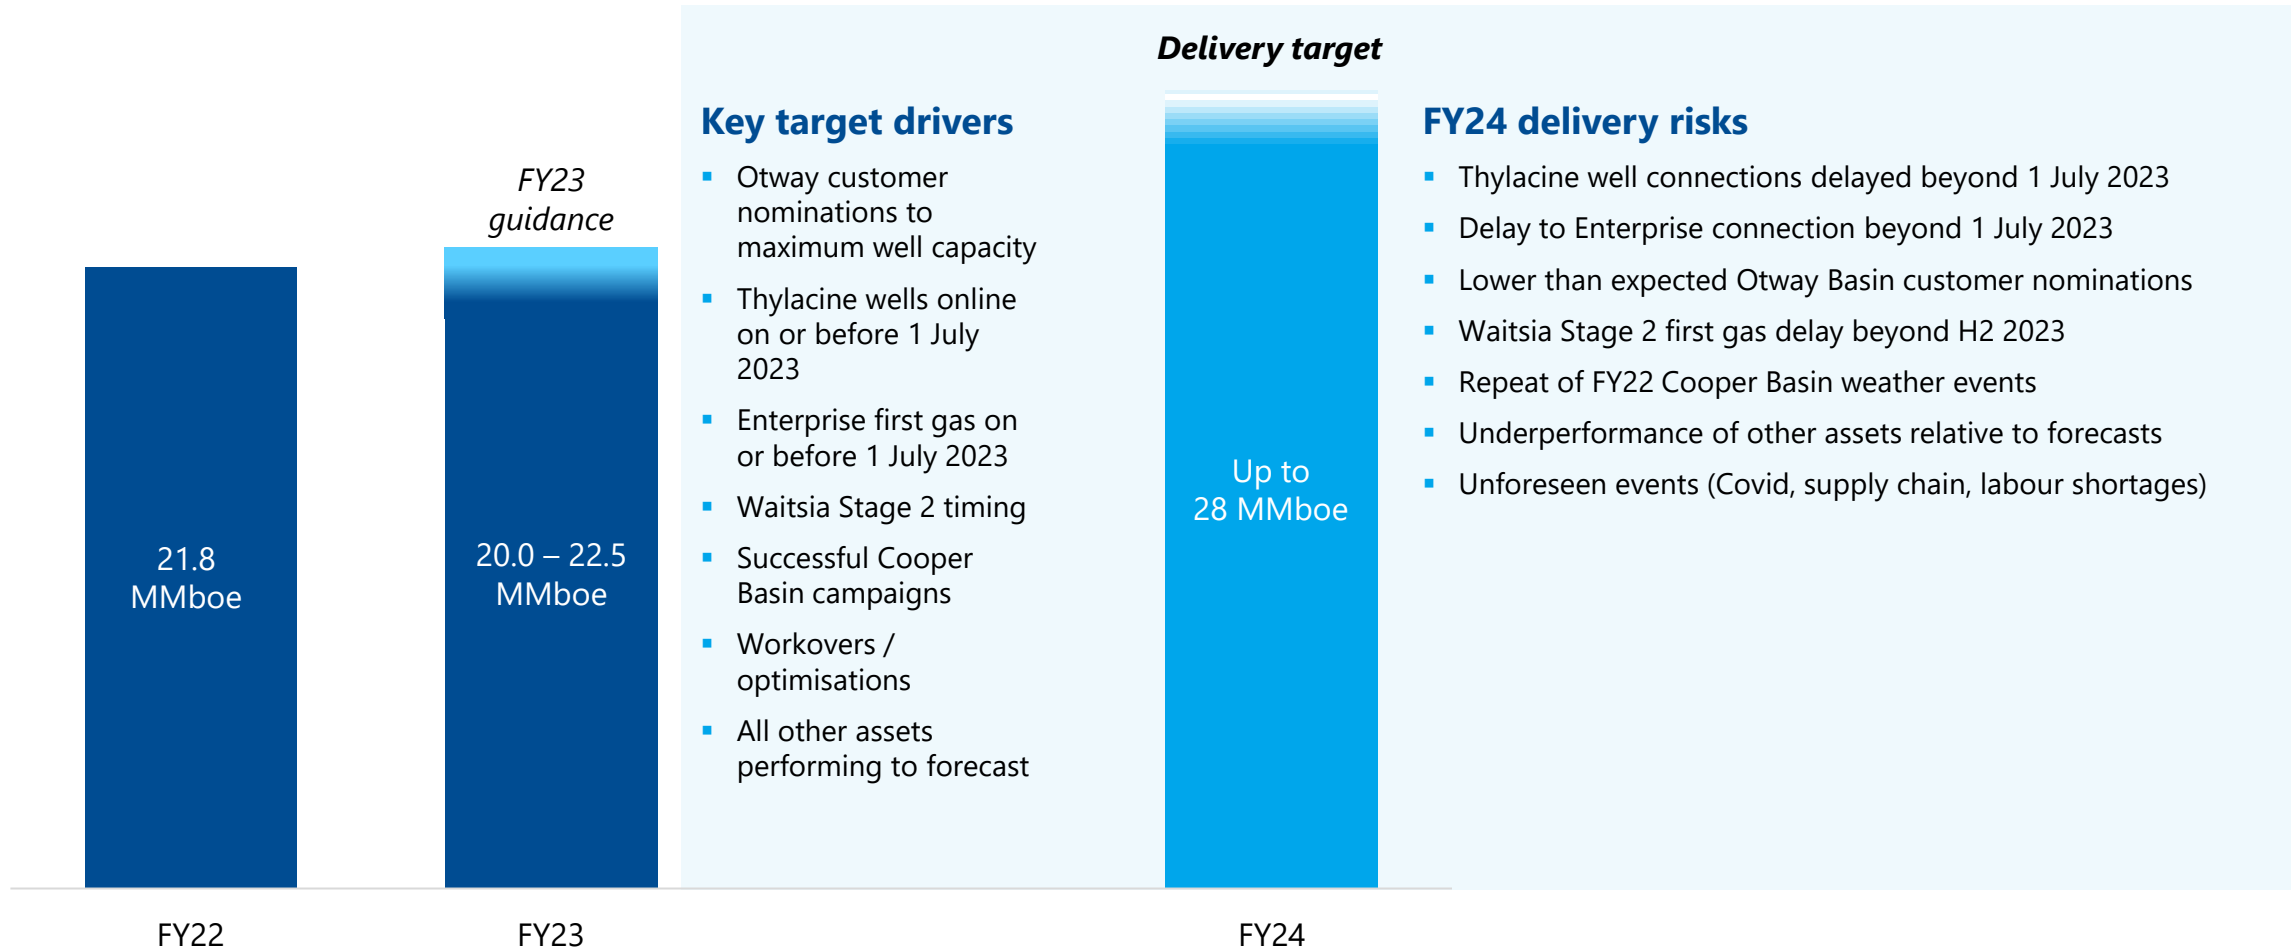 FY23
guidance
21.8
MMboe
20.0 – 22.5
MMboe
Key target drivers
▪ Otway customer
nominations to
maximum well capacity
▪ Thylacine wells online
on or before 1 July
2023
▪ Enterprise first gas on
or before 1 July 2023
▪ Waitsia Stage 2 timing
▪ Successful Cooper
Basin campaigns
▪ Workovers /
optimisations
▪ All other assets
performing to forecast
Delivery target
Up to
28 MMboe
FY24 delivery risks
▪ Thylacine well connections delayed beyond 1 July 2023
▪ Delay to Enterprise connection beyond 1 July 2023
▪ Lower than expected Otway Basin customer nominations
▪ Waitsia Stage 2 first gas delay beyond H2 2023
▪ Repeat of FY22 Cooper Basin weather events
▪ Underperformance of other assets relative to forecasts
▪ Unforeseen events (Covid, supply chain, labour shortages)
FY22
FY23
FY24